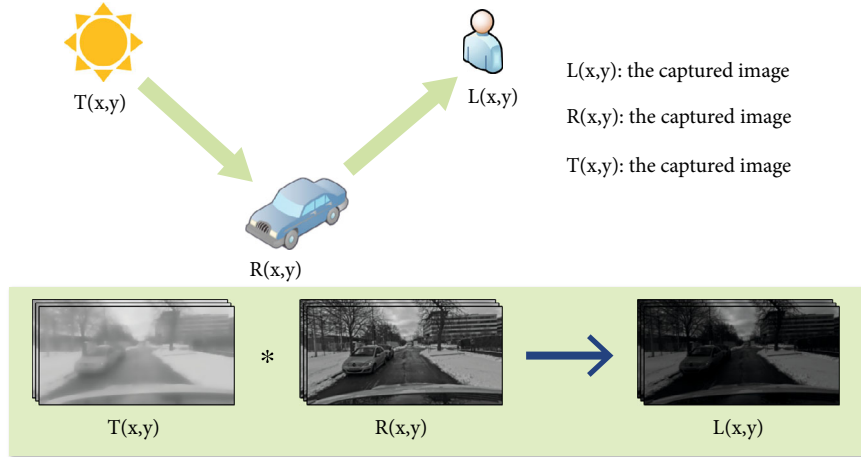 T(x,y)
L(x,y)
R(x,y)
L(x,y): the captured image
R(x,y): the captured image
T(x,y): the captured image
*
T(x,y)
R(x,y)
L(x,y)